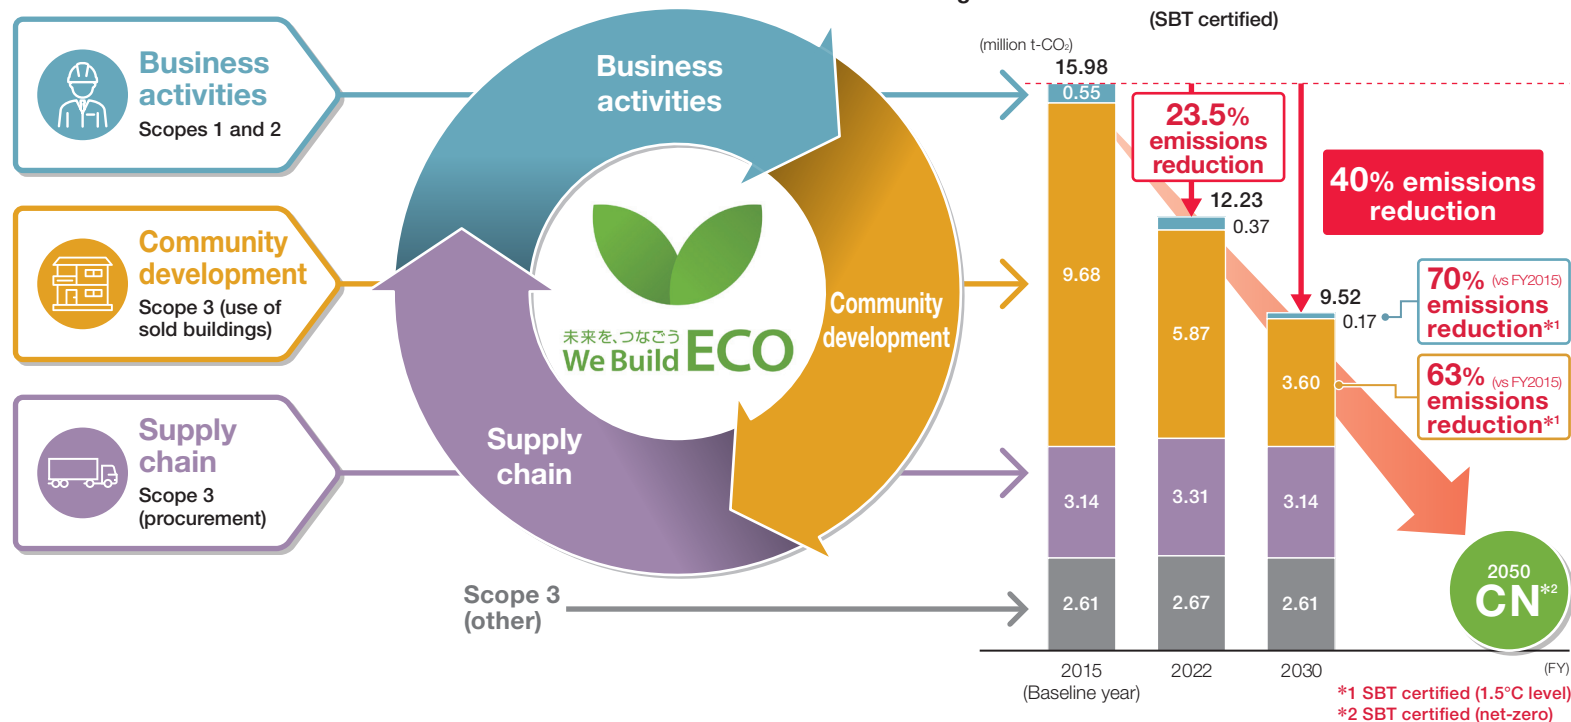 (SBT certified)
Business
activities
Scopes 1 and 2
Community
development
Scope 3 (use of
sold buildings)
Supply
chain
Scope 3
(procurement)
Business
activities
Community
development
Supply
chain
未来を、つなごう
We Build ECO
Scope 3
(other)
(million t-CO₂)
15.98
0.55
9.68
3.14
2.61
23.5%
emissions
reduction
12.23
0.37
5.87
3.31
2.67
40% emissions
reduction
9.52
0.17
3.60
3.14
2.61
70% (vs FY2015)
emissions
reduction*1
63% (vs FY2015)
emissions
reduction*1
2050
CN*2
2015
(Baseline year)
2022
2030
(FY)
*1 SBT certified (1.5°C level)
*2 SBT certified (net-zero)